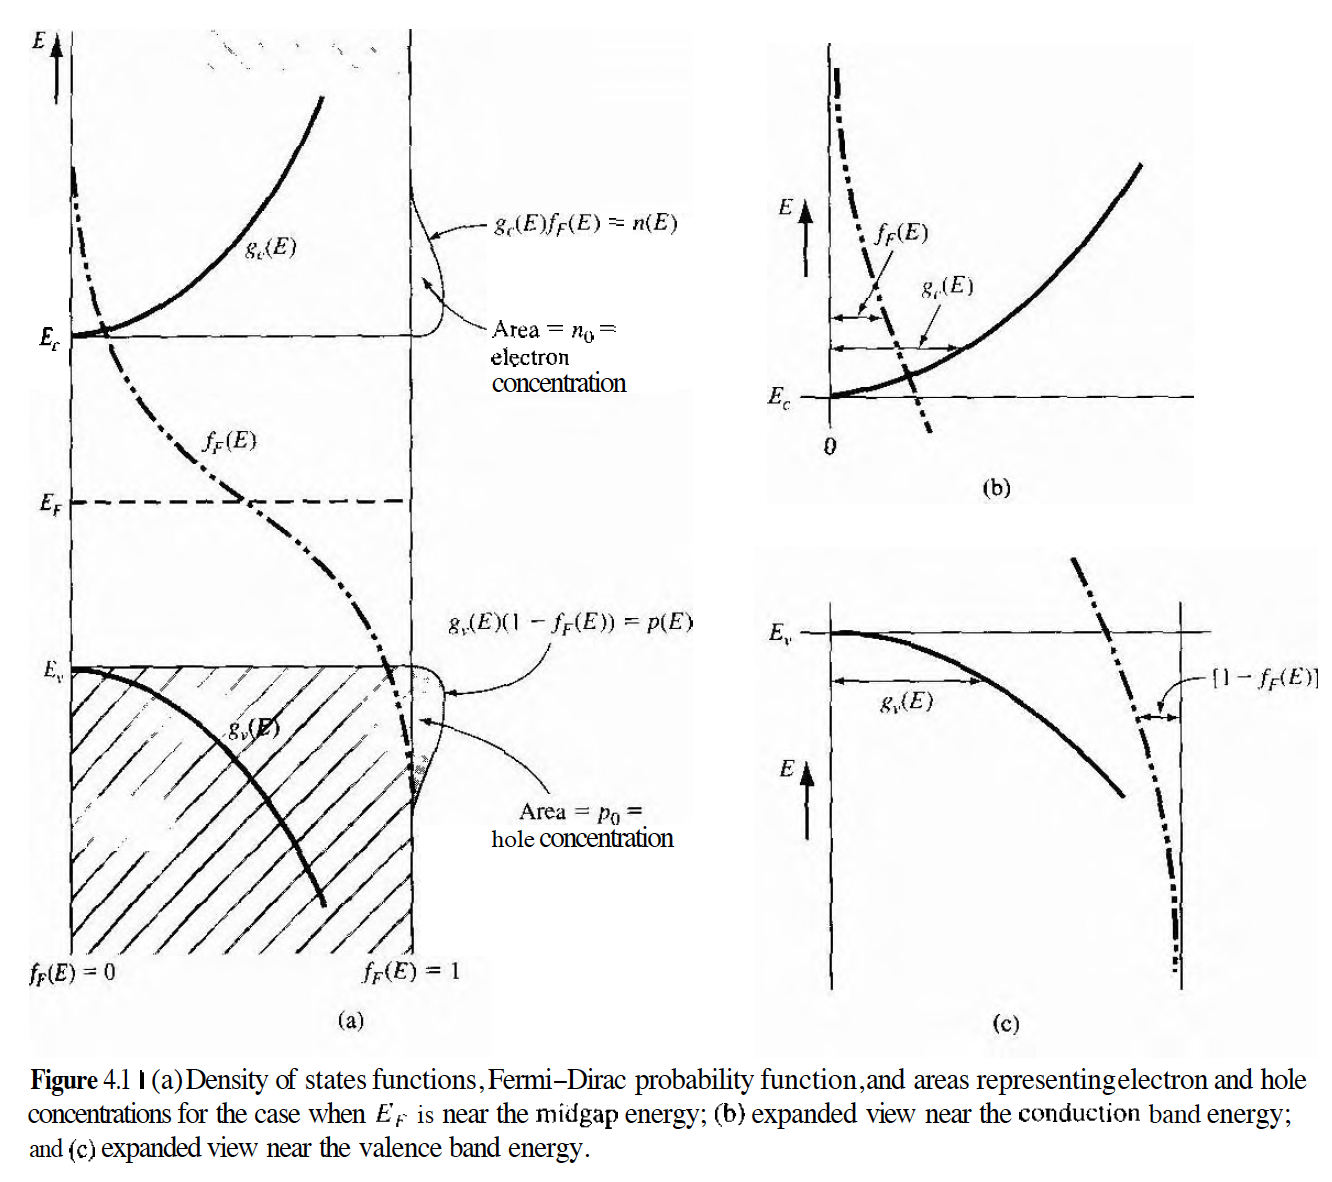 E
g_c(E)
g_c(E)f_F(E) = n(E)
E_c
Area = n_0 =
electron
concentration
f_F(E)
E_F
g_v(E)(1 − f_F(E)) = p(E)
E_v
g_v(E)
Area = p_0 =
hole concentration
f_F(E) = 0
f_F(E) = 1
(a)
E
f_F(E)
g_c(E)
E_c
0
(b)
E_v
[1 − f_F(E)]
g_v(E)
E
(c)
Figure 4.1 | (a) Density of states functions, Fermi–Dirac probability function, and areas representing electron and hole
concentrations for the case when E_F is near the midgap energy; (b) expanded view near the conduction band energy;
and (c) expanded view near the valence band energy.